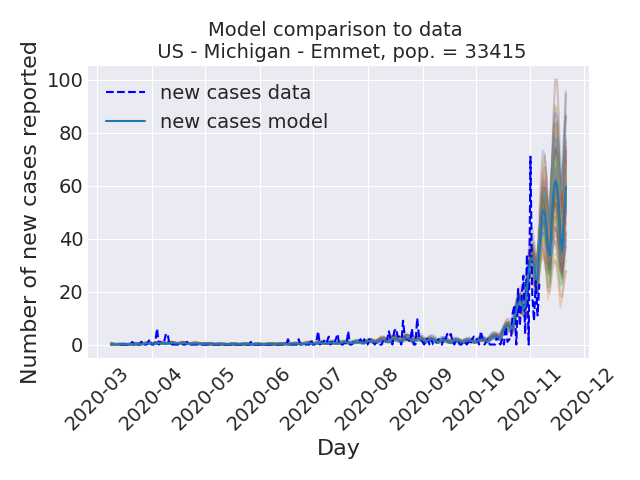 Model comparison to data
US - Michigan - Emmet, pop. = 33415
Number of new cases reported
100
80
60
40
20
0
new cases data
new cases model
2020-03
2020-04
2020-05
2020-06
2020-07
2020-08
2020-09
2020-10
2020-11
2020-12
Day